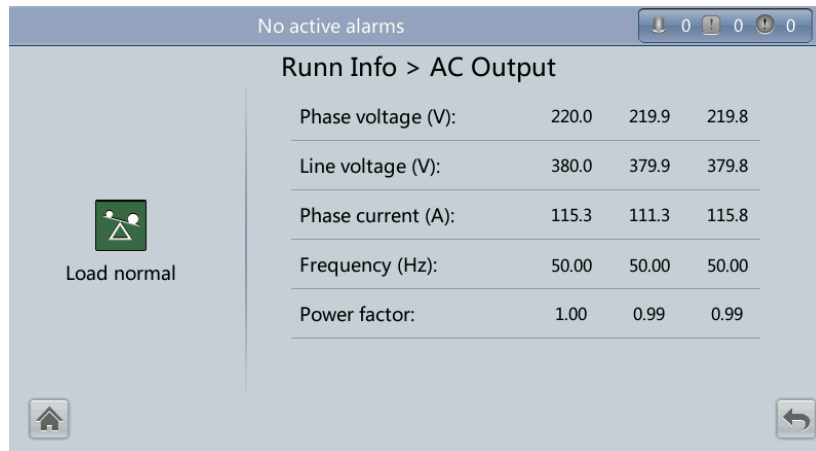 No active alarms 0 0 0
Runn Info > AC Output
Phase voltage (V): 220.0 219.9 219.8
Line voltage (V): 380.0 379.9 379.8
Phase current (A): 115.3 111.3 115.8
Frequency (Hz): 50.00 50.00 50.00
Power factor: 1.00 0.99 0.99
Load normal